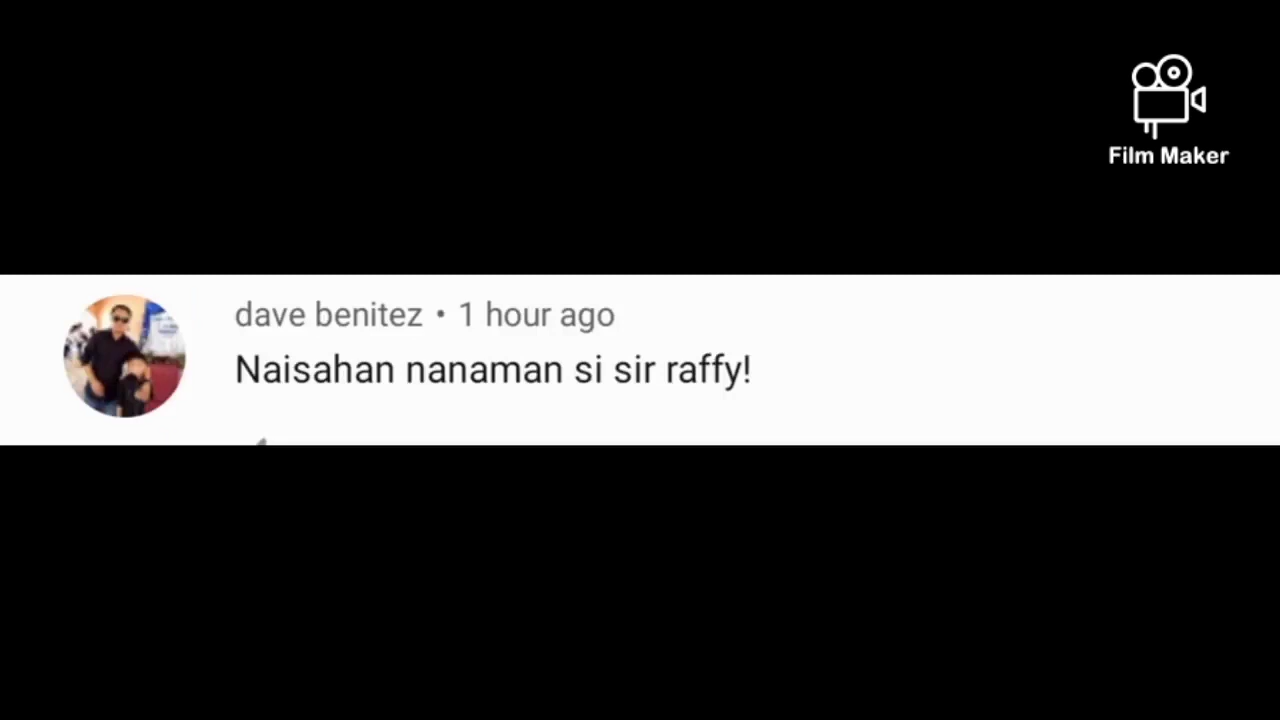 Film Maker
dave benitez • 1 hour ago
Naisahan nanaman si sir raffy!